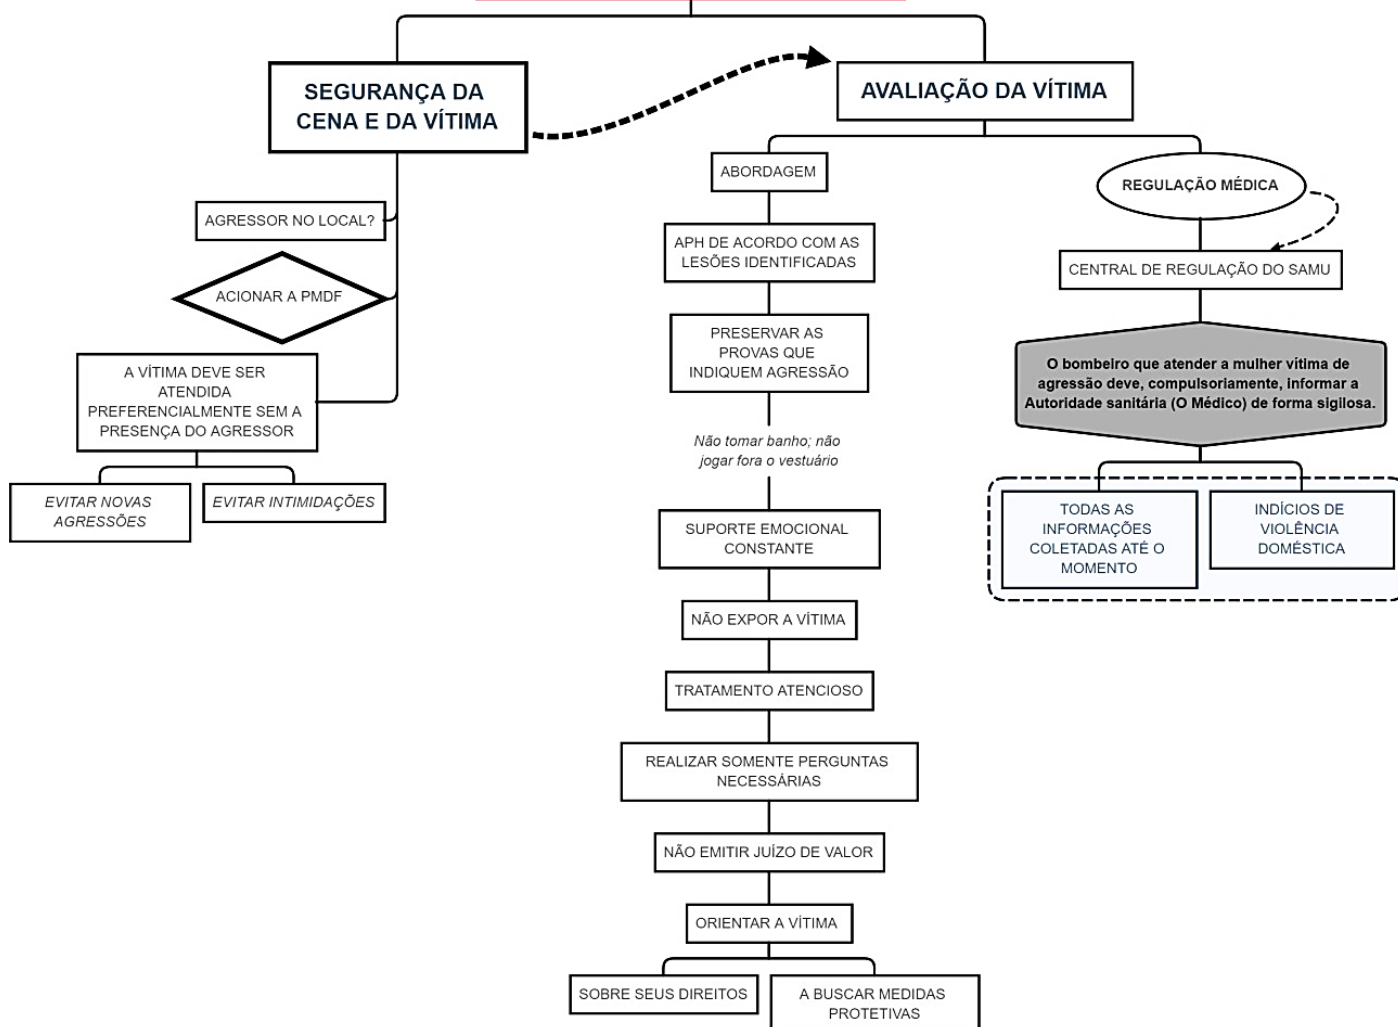 SEGURANÇA DA
CENA E DA VÍTIMA
AVALIAÇÃO DA VÍTIMA
AGRESSOR NO LOCAL?
ACIONAR A PMDF
A VÍTIMA DEVE SER
ATENDIDA
PREFERENCIALMENTE SEM A
PRESENÇA DO AGRESSOR
EVITAR NOVAS
AGRESSÕES
EVITAR INTIMIDAÇÕES
ABORDAGEM
APH DE ACORDO COM AS
LESÕES IDENTIFICADAS
PRESERVAR AS
PROVAS QUE
INDIQUEM AGRESSÃO
Não tomar banho; não
jogar fora o vestuário
SUPORTE EMOCIONAL
CONSTANTE
NÃO EXPOR A VÍTIMA
TRATAMENTO ATENCIOSO
REALIZAR SOMENTE PERGUNTAS
NECESSÁRIAS
NÃO EMITIR JUÍZO DE VALOR
ORIENTAR A VÍTIMA
SOBRE SEUS DIREITOS
A BUSCAR MEDIDAS
PROTETIVAS
REGULAÇÃO MÉDICA
CENTRAL DE REGULAÇÃO DO SAMU
O bombeiro que atender a mulher vítima de
agressão deve, compulsoriamente, informar a
Autoridade sanitária (O Médico) de forma sigilosa.
TODAS AS
INFORMAÇÕES
COLETADAS ATÉ O
MOMENTO
INDÍCIOS DE
VIOLÊNCIA
DOMÉSTICA